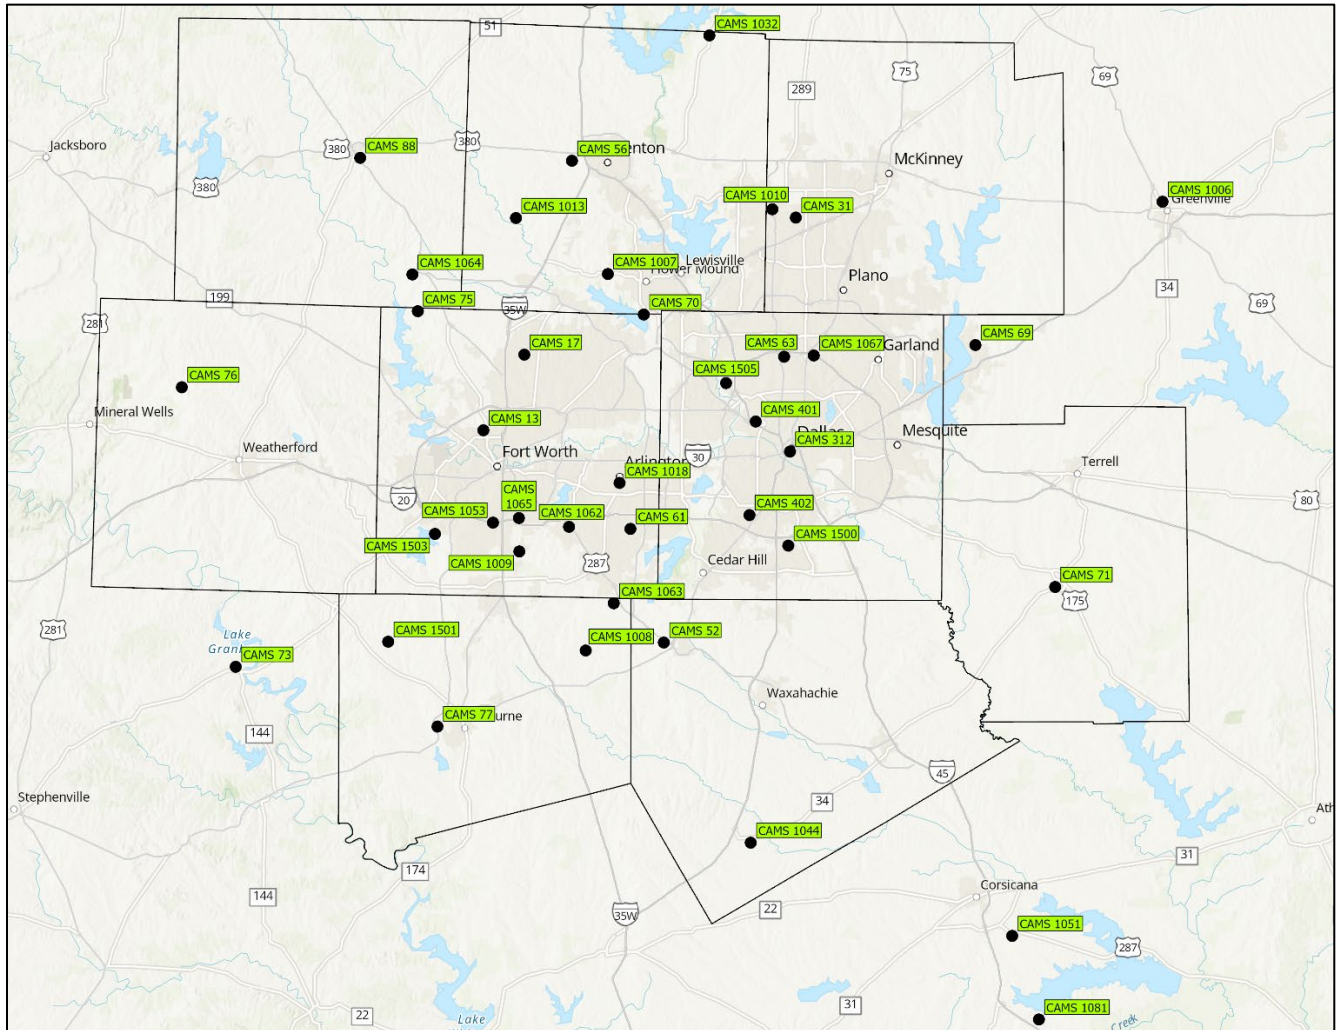 CAMS 1032
51
75
69
289
Jacksboro
380
CAMS 88
380
CAMS 56
enton
McKinney
380
CAMS 1010
CAMS 31
CAMS 1006
Greenville
CAMS 1013
CAMS 1064
CAMS 1007
Lewisville
Flower Mound
Plano
34
199
CAMS 75
35W
CAMS 70
69
281
CAMS 17
CAMS 63
CAMS 1067
Garland
CAMS 69
CAMS 76
CAMS 1505
Mineral Wells
CAMS 401
CAMS 13
Dallas
Mesquite
Weatherford
Fort Worth
CAMS 312
30
Arlington
CAMS 1018
Terrell
20
CAMS
1065
80
CAMS 1053
CAMS 1062
CAMS 61
CAMS 402
CAMS 1503
CAMS 1009
287
CAMS 1500
Cedar Hill
CAMS 71
175
CAMS 1063
281
Lake
Gran
CAMS 1501
CAMS 1008
CAMS 52
CAMS 73
Waxahachie
CAMS 77
urne
144
45
Stephenville
34
Ath
CAMS 1044
31
174
Corsicana
144
35W
22
CAMS 1051
287
22
31
CAMS 1081
Lake
Creek